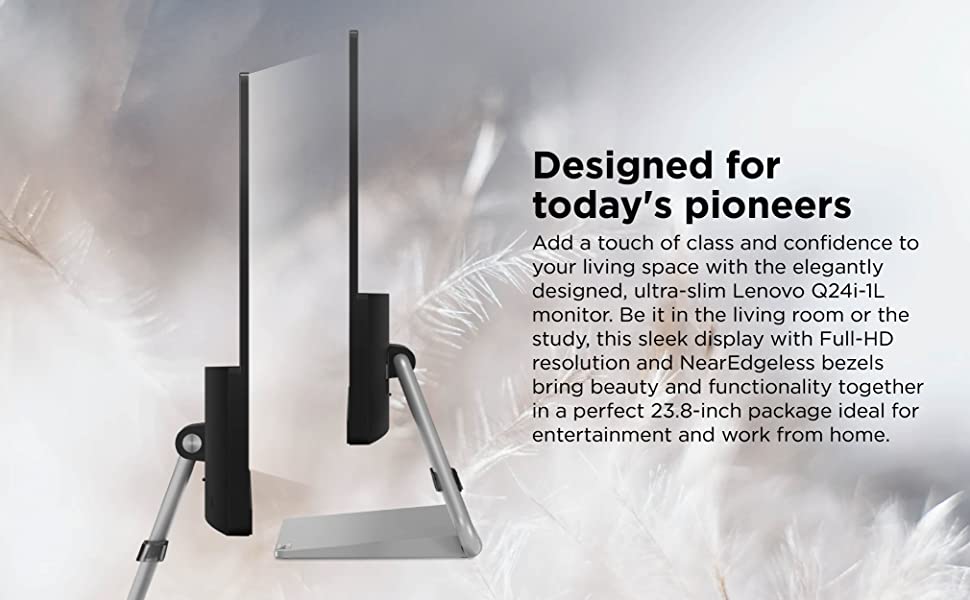 Designed for
today's pioneers
Add a touch of class and confidence to
your living space with the elegantly
designed, ultra-slim Lenovo Q24i-1L
monitor. Be it in the living room or the
study, this sleek display with Full-HD
resolution and NearEdgeless bezels
bring beauty and functionality together
in a perfect 23.8-inch package ideal for
entertainment and work from home.